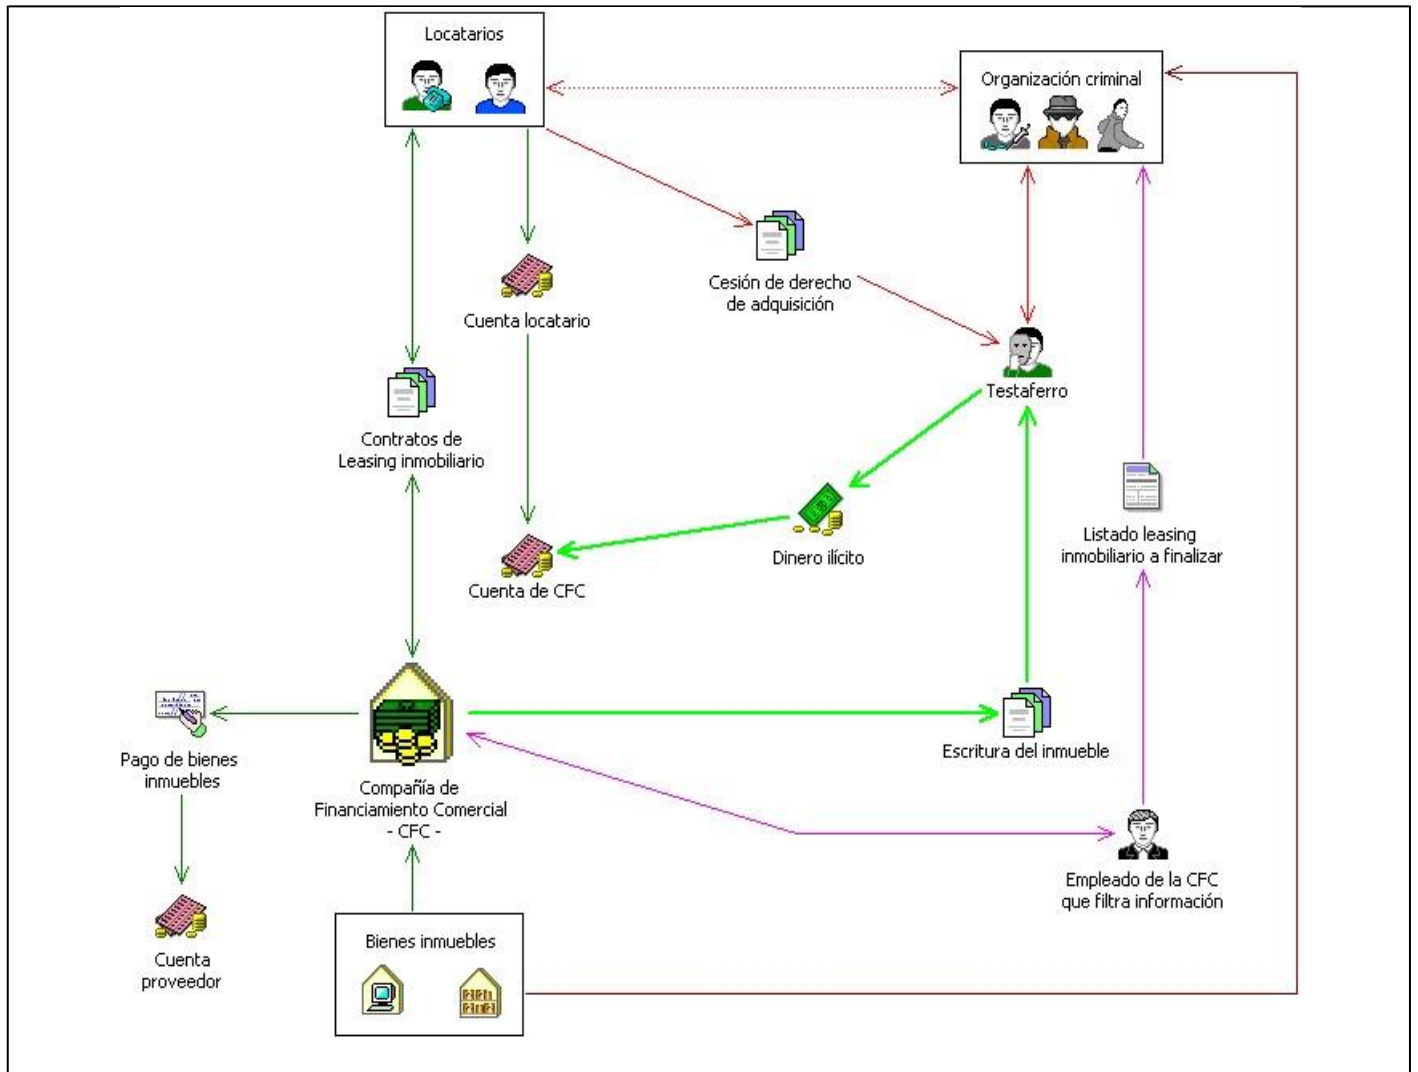 Locatarios
Organización criminal
Cesión de derecho
de adquisición
Cuenta locatario
Testaferro
Contratos de
Leasing inmobiliario
Listado leasing
inmobiliario a finalizar
Dinero ilícito
Cuenta de CFC
Pago de bienes
inmuebles
Escritura del inmueble
Compañía de
Financiamiento Comercial
- CFC -
Empleado de la CFC
que filtra información
Bienes inmuebles
Cuenta
proveedor